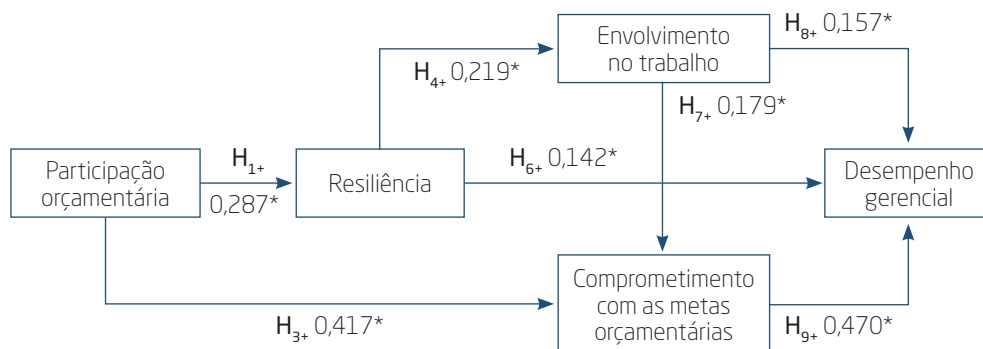 Envolvimento
no trabalho
H8+ 0,157*
H4+ 0,219*
H7+ 0,179*
Participação
orçamentária
H1+
0,287*
Resiliência
H6+ 0,142*
Desempenho
gerencial
Comprometimento
com as metas
orçamentárias
H3+ 0,417*
H9+ 0,470*